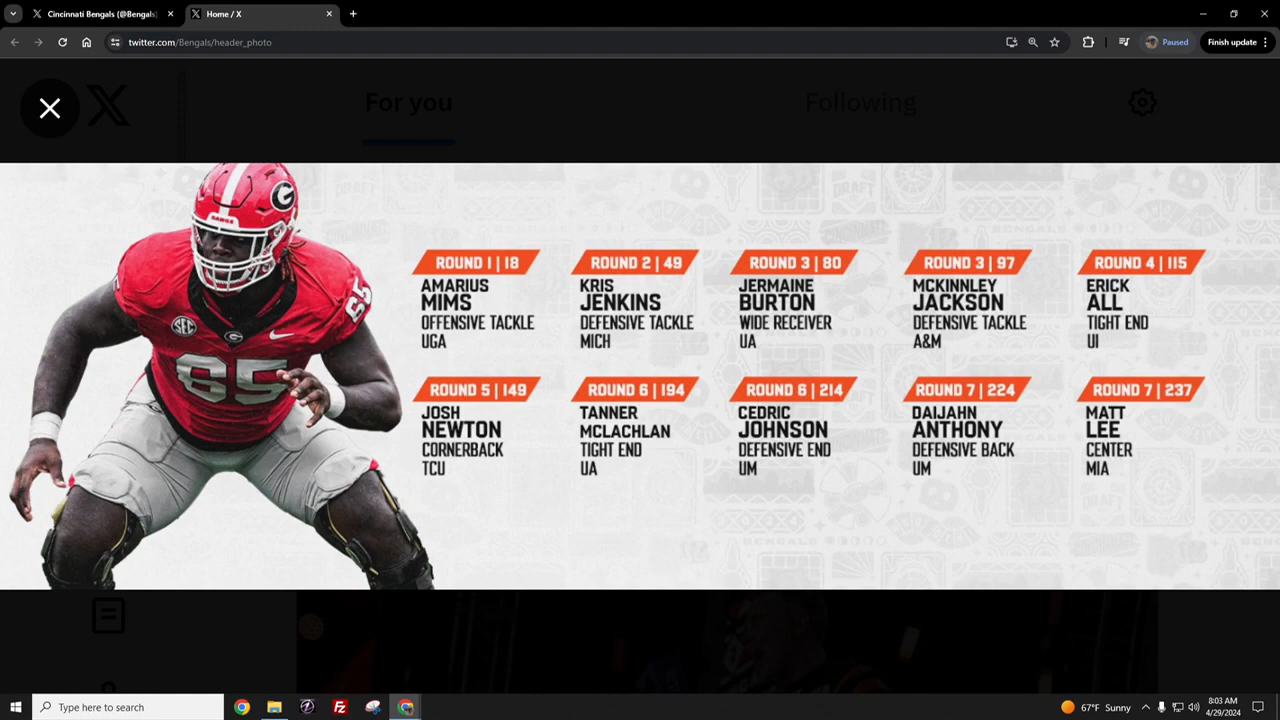 Cincinnati Bengals (@Bengals)
Home / X
twitter.com/Bengals/header_photo
Paused
Finish update
For you
Following
G
DAWGS
SEC
G
65
65
ROUND 1 | 18
AMARIUS
MIMS
OFFENSIVE TACKLE
UGA
ROUND 2 | 49
KRIS
JENKINS
DEFENSIVE TACKLE
MICH
ROUND 3 | 80
JERMAINE
BURTON
WIDE RECEIVER
UA
ROUND 3 | 97
MCKINNLEY
JACKSON
DEFENSIVE TACKLE
A&M
ROUND 4 | 115
ERICK
ALL
TIGHT END
UI
ROUND 5 | 149
JOSH
NEWTON
CORNERBACK
TCU
ROUND 6 | 194
TANNER
MCLACHLAN
TIGHT END
UA
ROUND 6 | 214
CEDRIC
JOHNSON
DEFENSIVE END
UM
ROUND 7 | 224
DAIJAHN
ANTHONY
DEFENSIVE BACK
UM
ROUND 7 | 237
MATT
LEE
CENTER
MIA
Type here to search
67°F Sunny
8:03 AM
4/29/2024